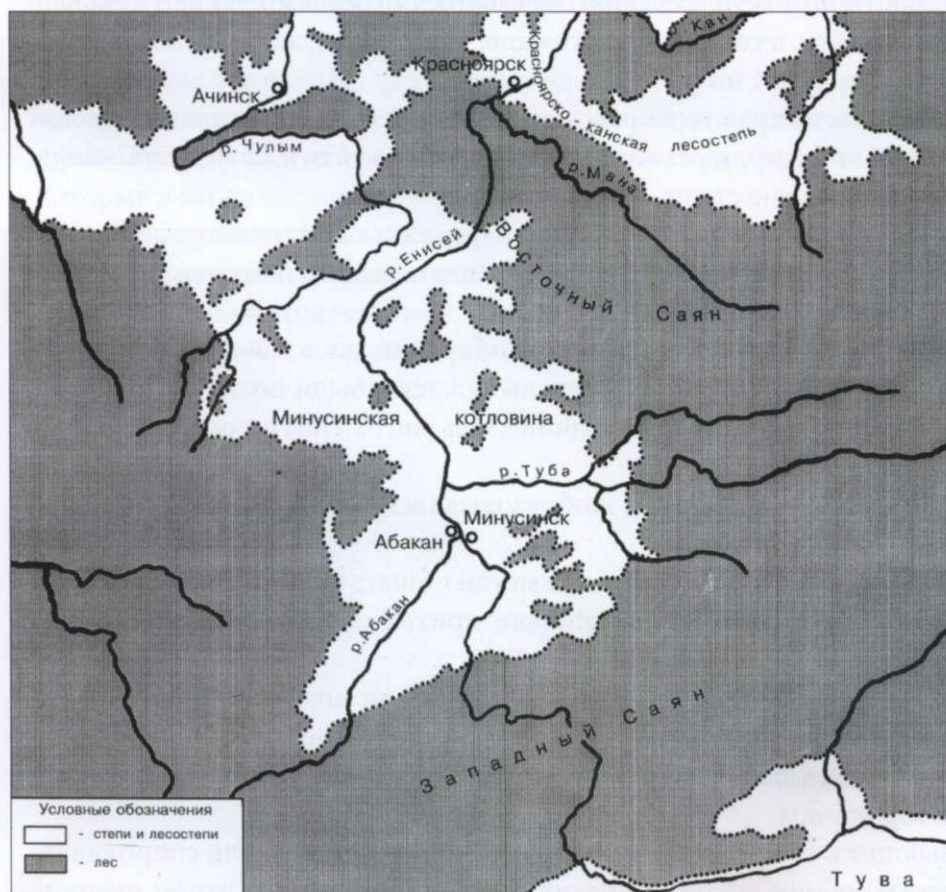 р. Кан
Красноярск
Красноярско-канская лесостепь
Ачинск
р. Чулым
р. Мана
Енисей
Восточный Саян
Минусинская котловина
р. Туба
Минусинск
Абакан
р. Абакан
Западный Саян
Условные обозначения
- степи и лесостепи
- лес
Тува